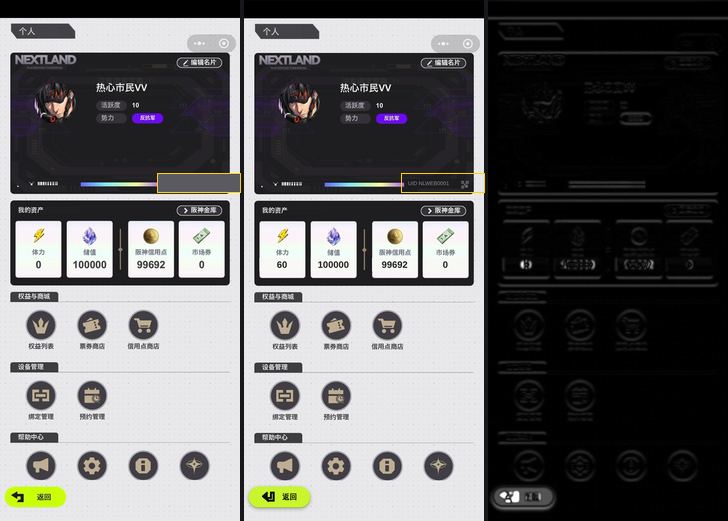 个人
NEXTLAND
编辑名片
热心市民VV
活跃度 10
势力 反抗军
我的资产
阪神金库
体力
储值
阪神信用点
市场券
0
100000
99692
0
权益与商城
权益列表
票券商店
信用点商店
设备管理
绑定管理
预约管理
帮助中心
返回
个人
NEXTLAND
编辑名片
热心市民VV
活跃度 10
势力 反抗军
UID NLWEB0001
我的资产
阪神金库
体力
储值
阪神信用点
市场券
60
100000
99692
0
权益与商城
权益列表
票券商店
信用点商店
设备管理
绑定管理
预约管理
帮助中心
返回